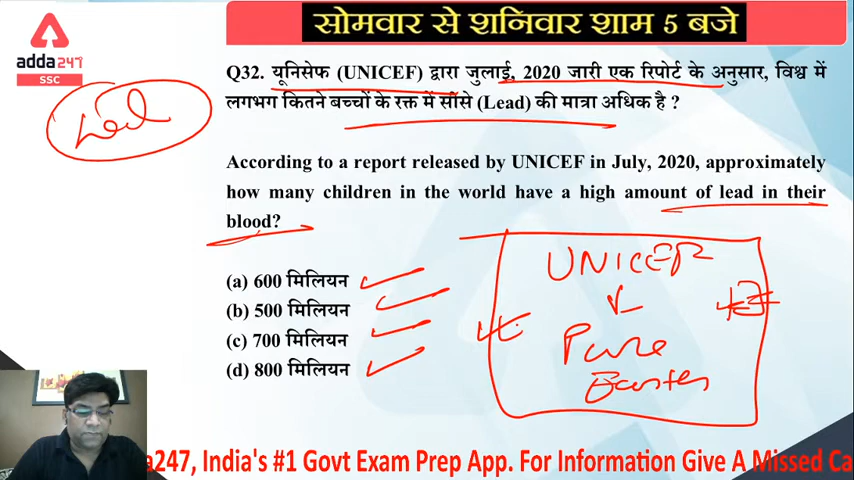 सोमवार से शनिवार शाम 5 बजे
adda247
SSC
Q32. यूनिसेफ (UNICEF) द्वारा जुलाई, 2020 जारी एक रिपोर्ट के अनुसार, विश्व में
लगभग कितने बच्चों के रक्त में सीसे (Lead) की मात्रा अधिक है ?
Lead
According to a report released by UNICEF in July, 2020, approximately
how many children in the world have a high amount of lead in their
blood?
(a) 600 मिलियन
(b) 500 मिलियन
(c) 700 मिलियन
(d) 800 मिलियन
UNICEF
Pure
a247, India's #1 Govt Exam Prep App. For Information Give A Missed Ca